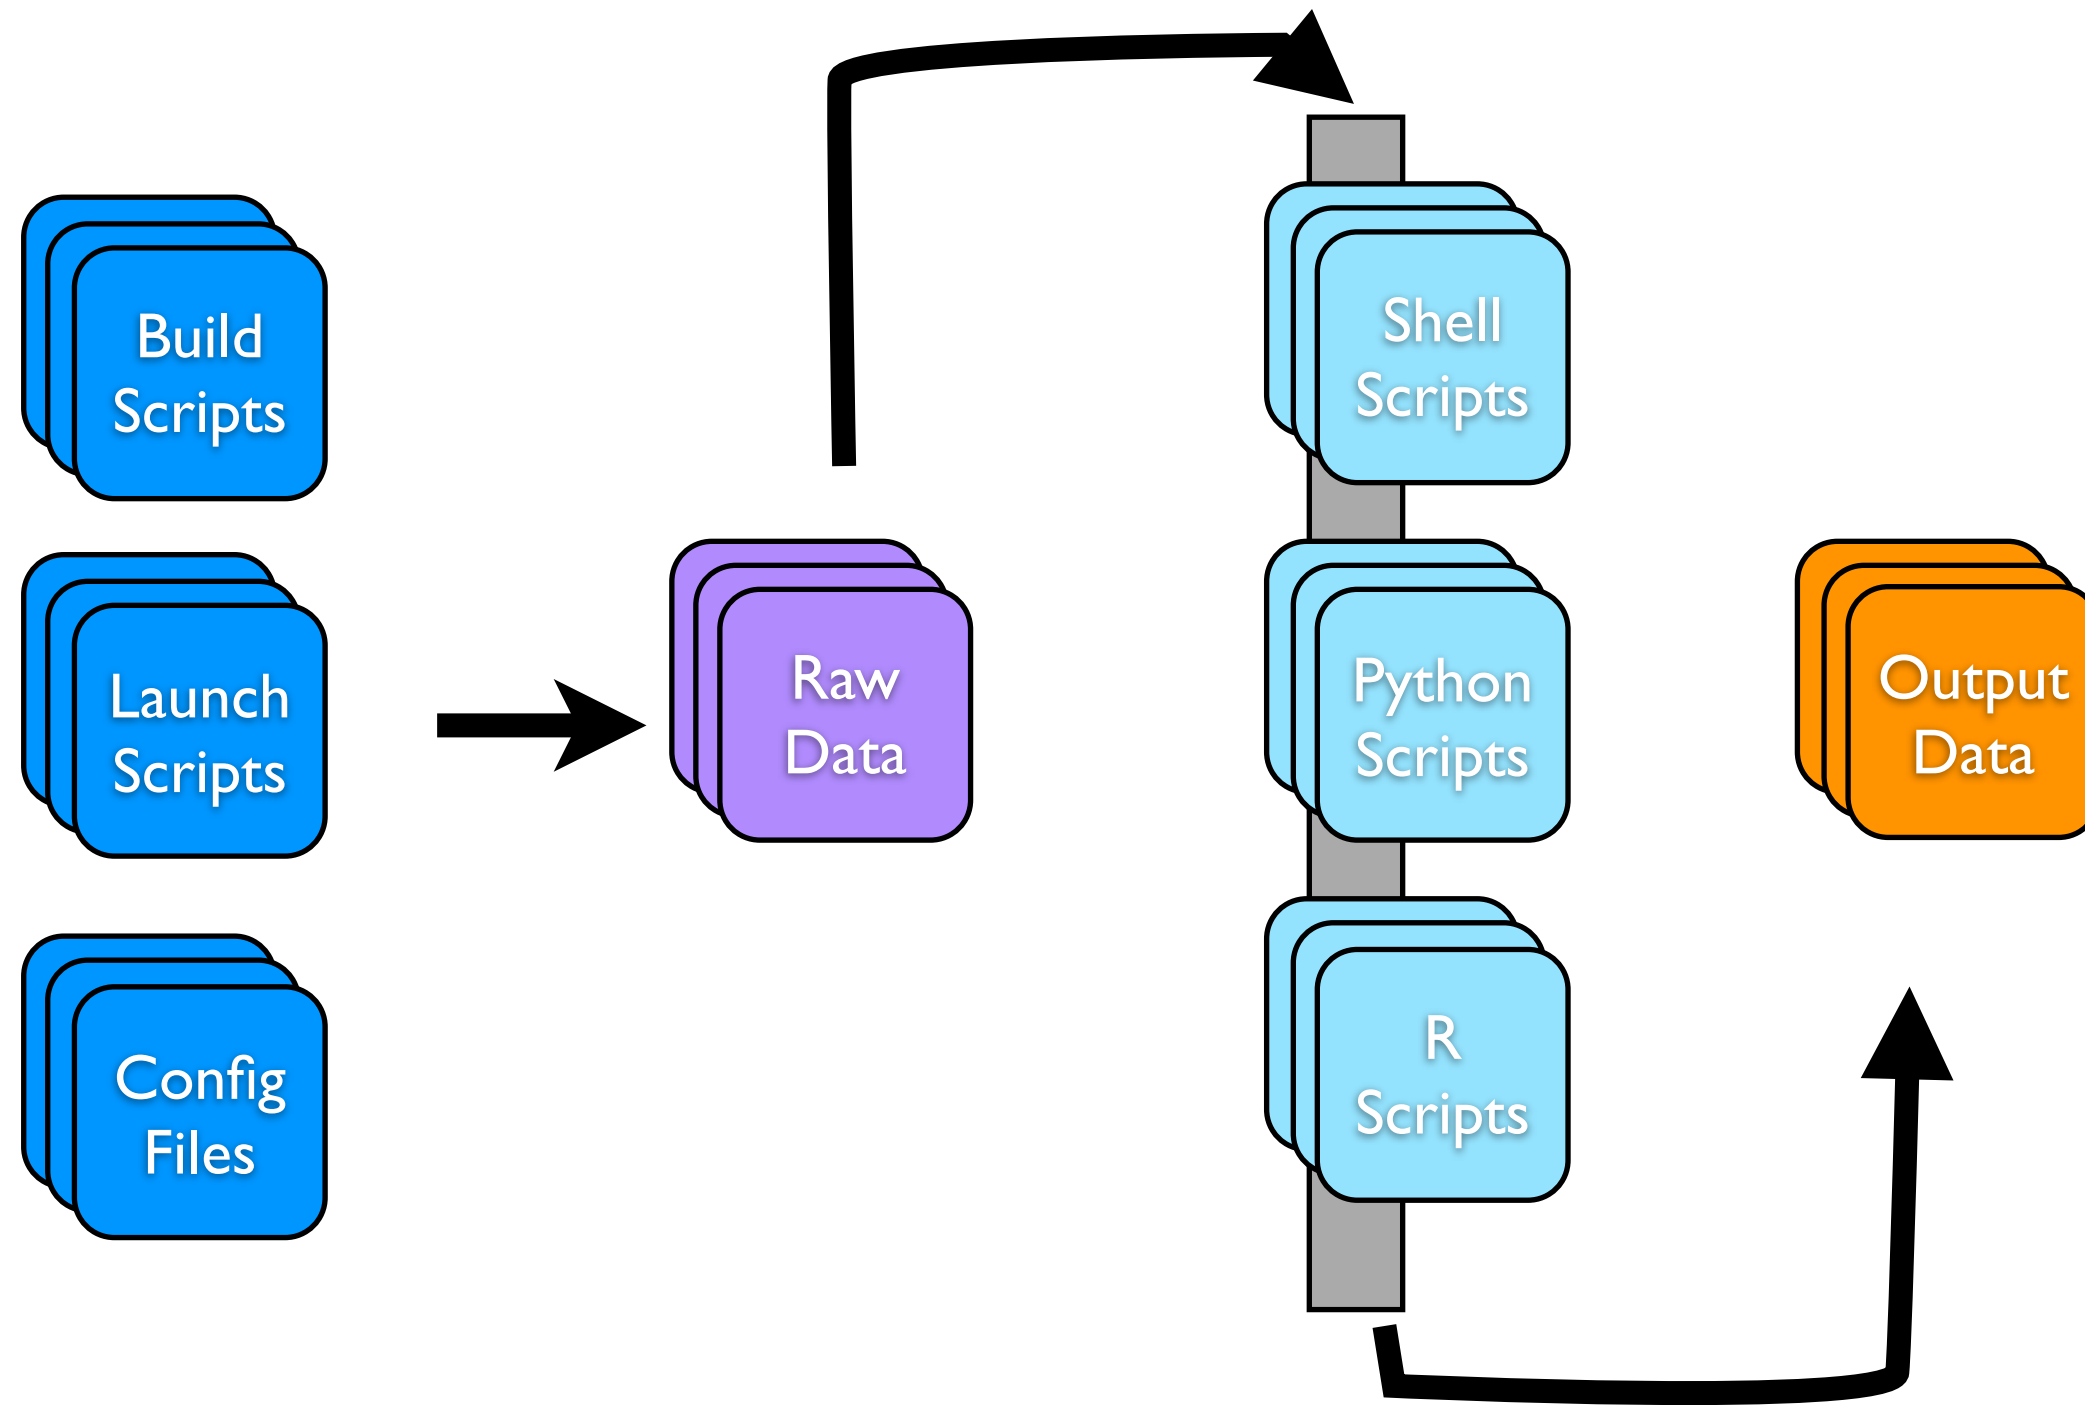 Build
Scripts
Launch
Scripts
Config
Files
Raw
Data
Shell
Scripts
Python
Scripts
R
Scripts
Output
Data